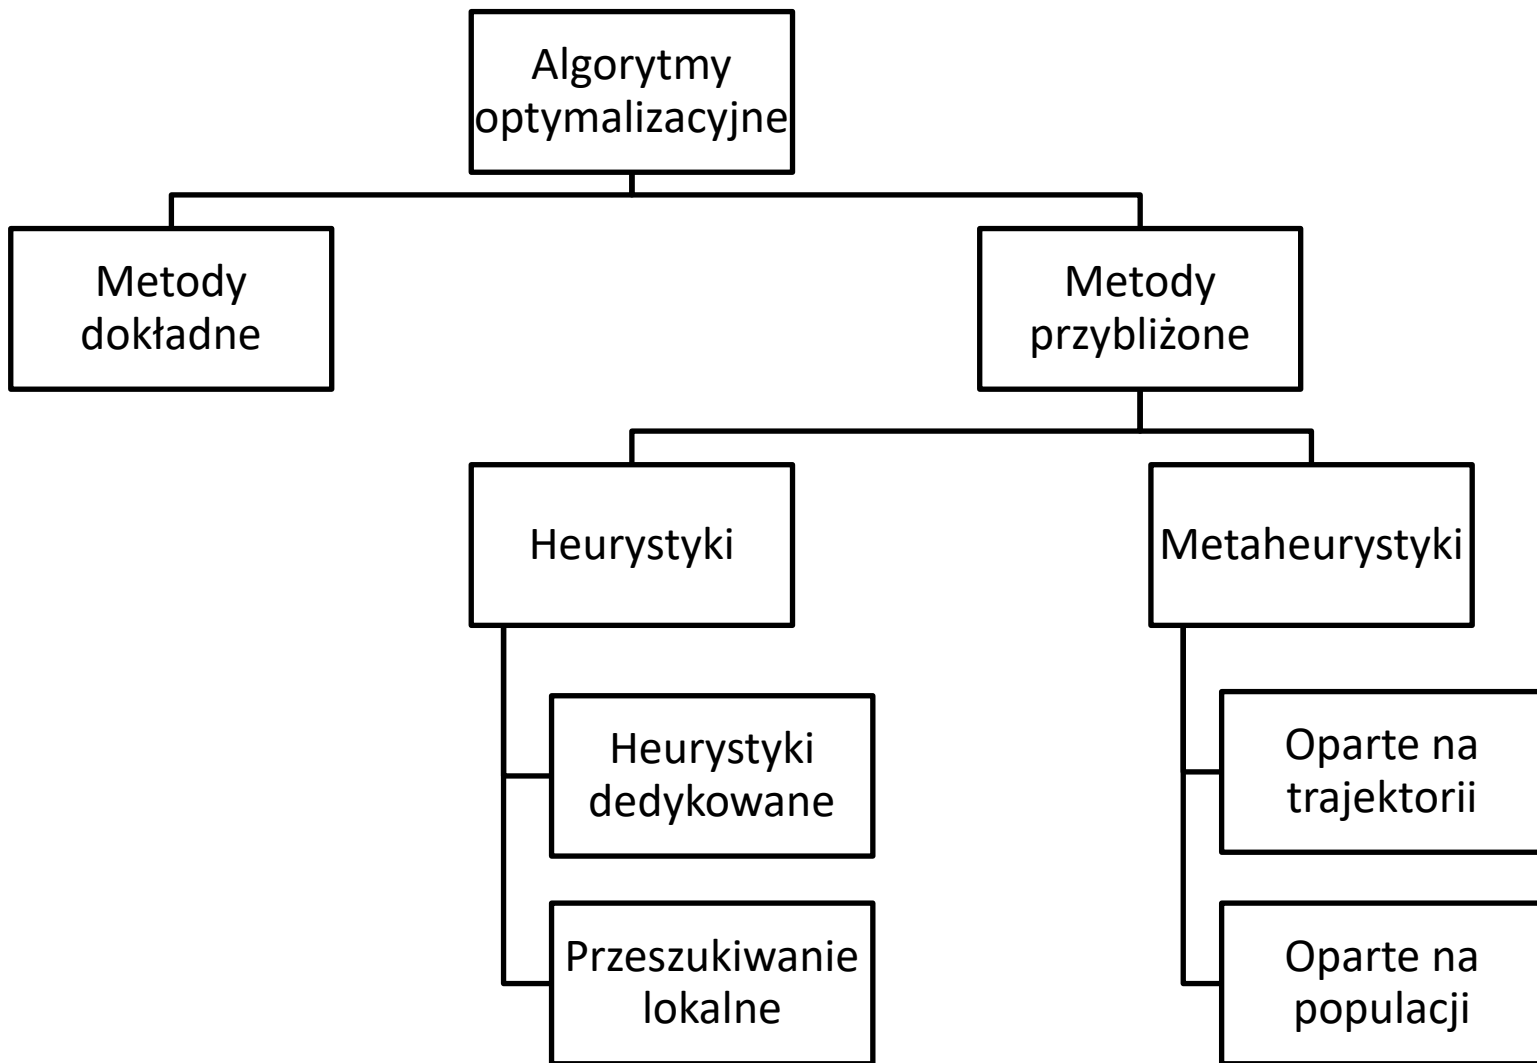 Algorytmy
optymalizacyjne
Metody
dokładne
Metody
przybliżone
Heurystyki
Metaheurystyki
Heurystyki
dedykowane
Oparte na
trajektorii
Przeszukiwanie
lokalne
Oparte na
populacji